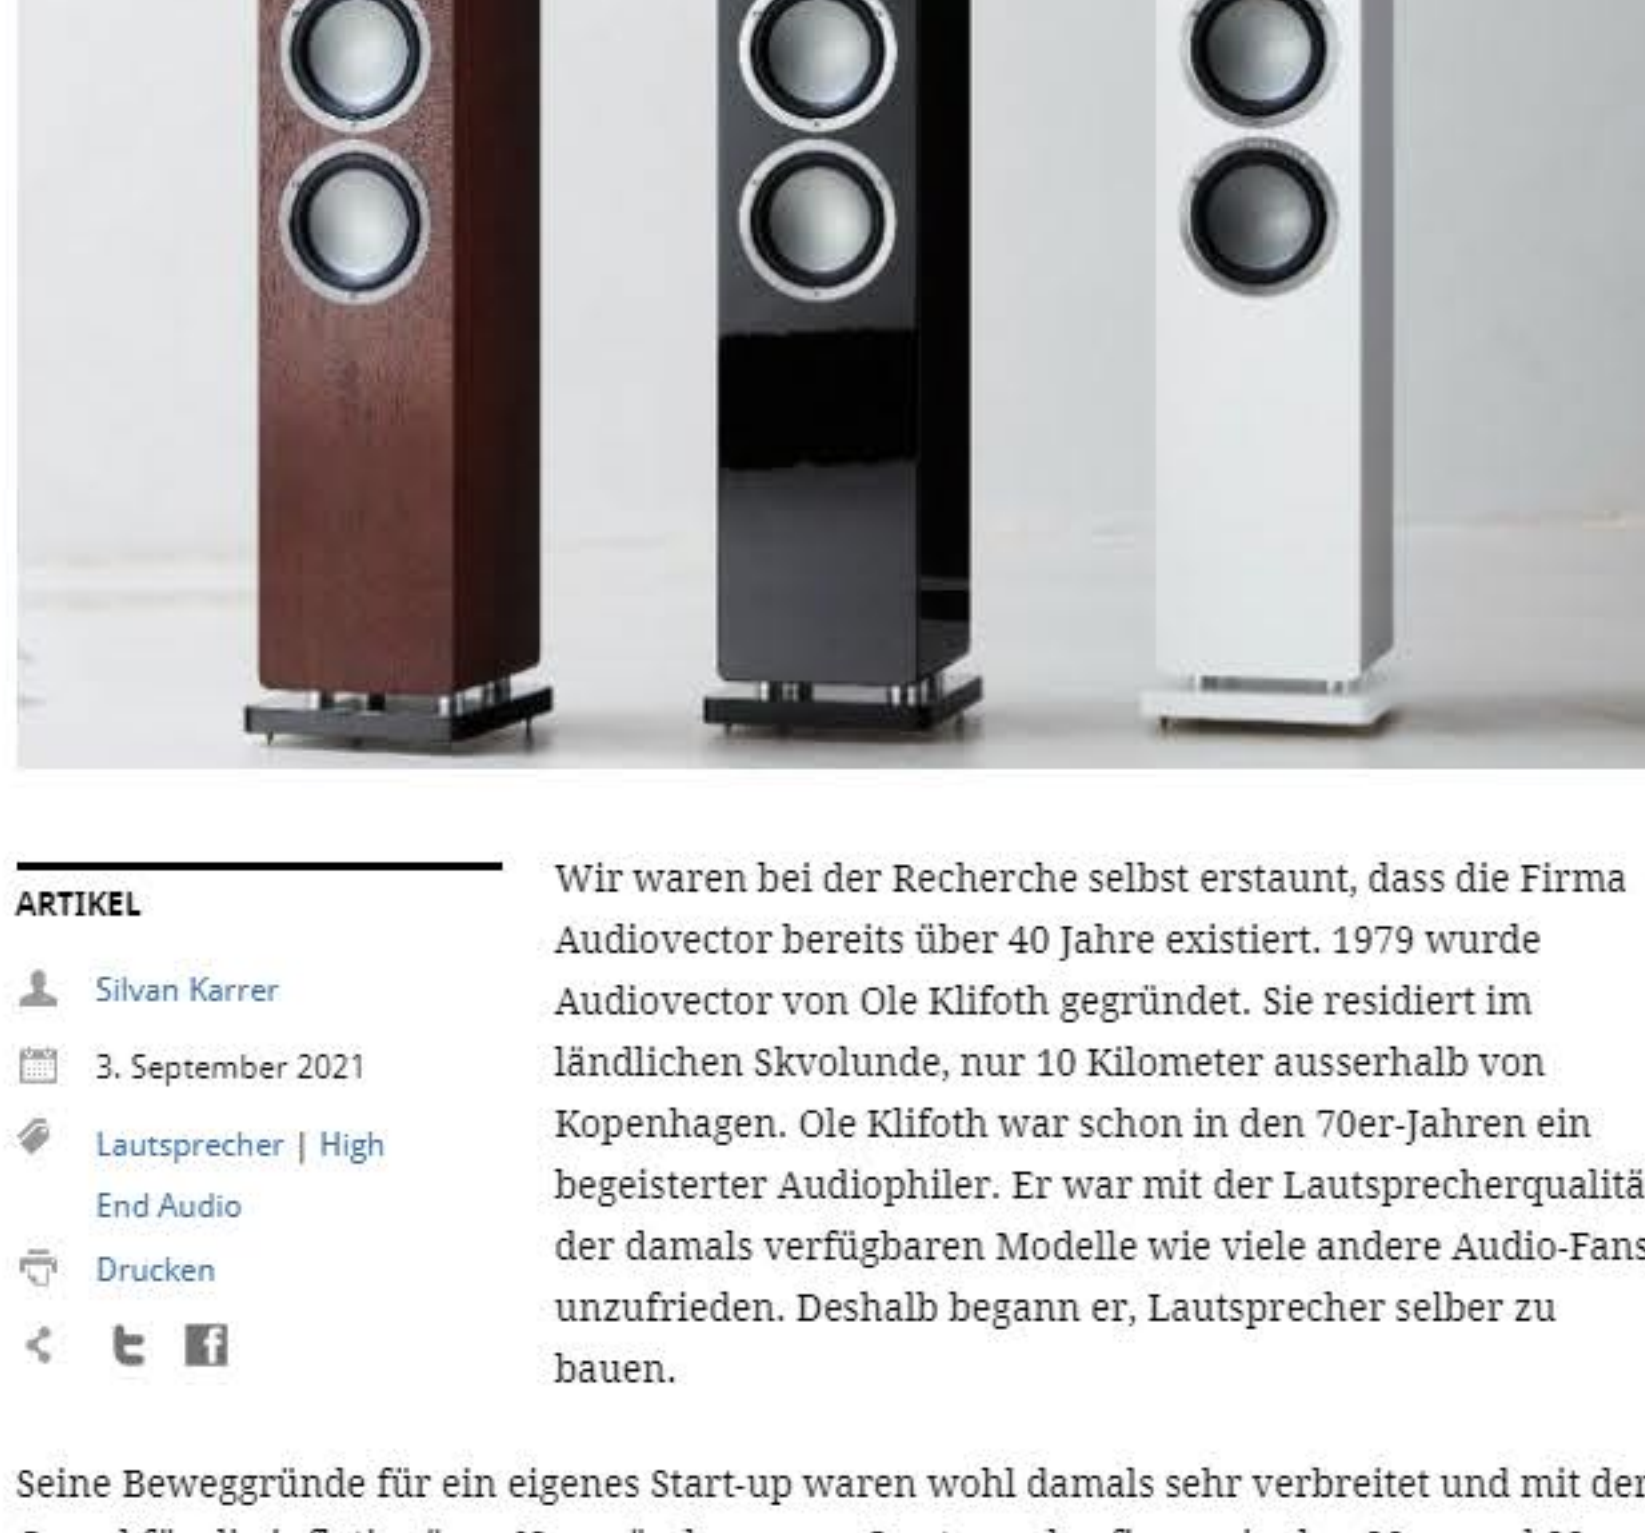 ARTIKEL
Silvan Karrer
3. September 2021
Lautsprecher | High
End Audio
Drucken
Wir waren bei der Recherche selbst erstaunt, dass die Firma
Audiovector bereits über 40 Jahre existiert. 1979 wurde
Audiovector von Ole Klifoth gegründet. Sie residiert im
ländlichen Skvolunde, nur 10 Kilometer ausserhalb von
Kopenhagen. Ole Klifoth war schon in den 70er-Jahren ein
begeisterter Audiophiler. Er war mit der Lautsprecherqualitä
der damals verfügbaren Modelle wie viele andere Audio-Fans
unzufrieden. Deshalb begann er, Lautsprecher selber zu
bauen.
Seine Beweggründe für ein eigenes Start-up waren wohl damals sehr verbreitet und mit der